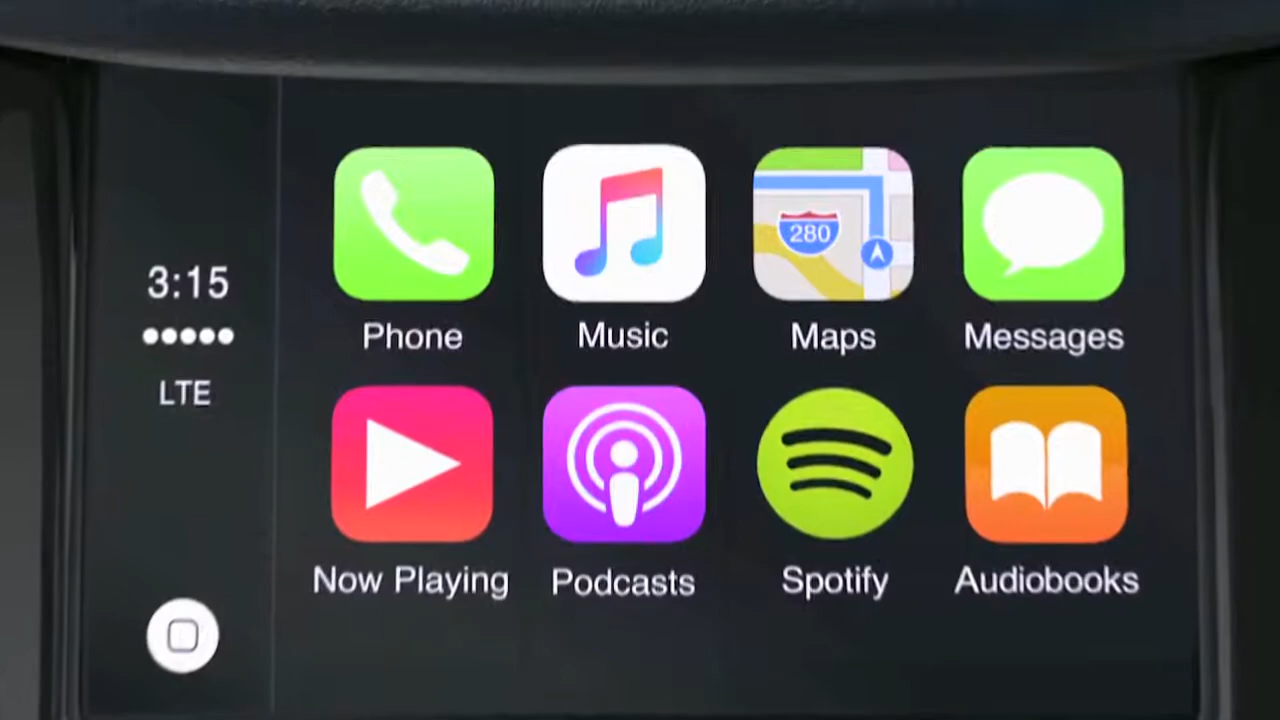 3:15
LTE
Phone
Music
280
Maps
Messages
Now Playing
Podcasts
Spotify
Audiobooks